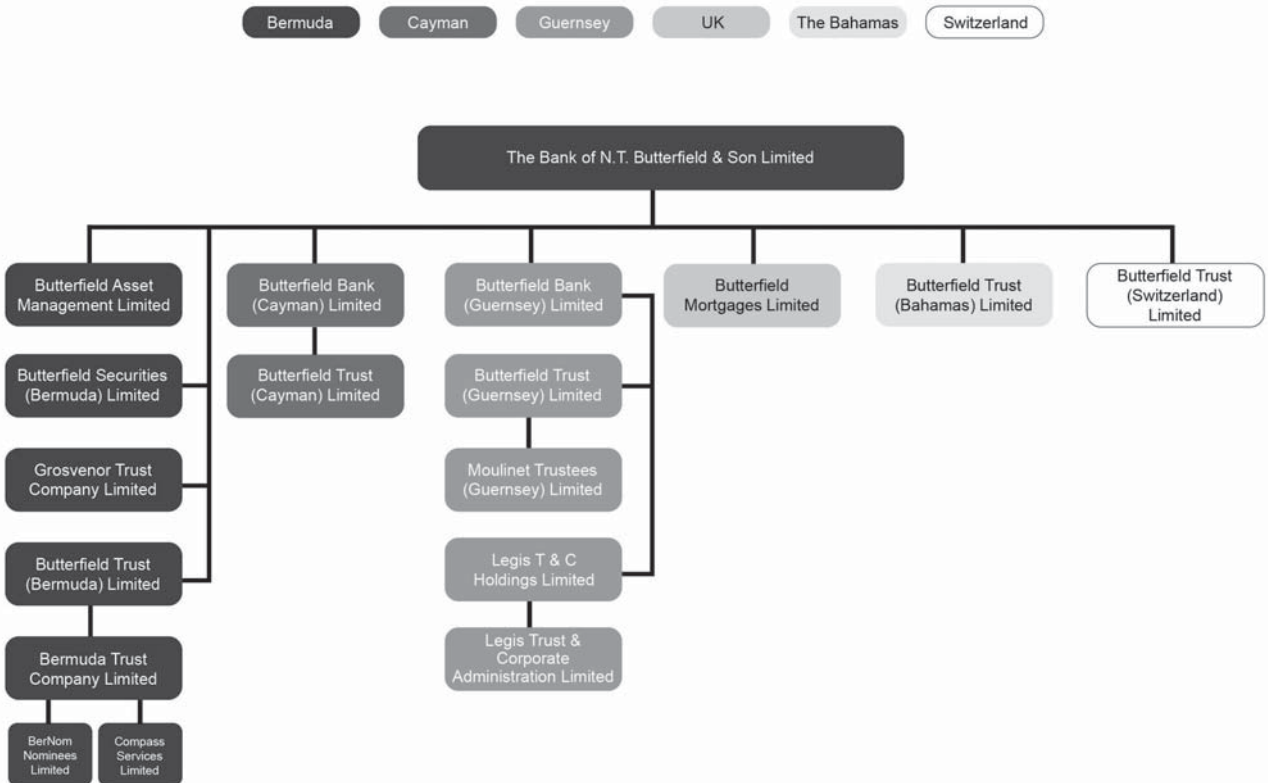 Bermuda
Cayman
Guernsey
UK
The Bahamas
Switzerland
The Bank of N.T. Butterfield & Son Limited
Butterfield Asset
Management Limited
Butterfield Bank
(Cayman) Limited
Butterfield Bank
(Guernsey) Limited
Butterfield
Mortgages Limited
Butterfield Trust
(Bahamas) Limited
Butterfield Trust
(Switzerland)
Limited
Butterfield Securities
(Bermuda) Limited
Butterfield Trust
(Cayman) Limited
Butterfield Trust
(Guernsey) Limited
Grosvenor Trust
Company Limited
Moulinet Trustees
(Guernsey) Limited
Butterfield Trust
(Bermuda) Limited
Legis T & C
Holdings Limited
Bermuda Trust
Company Limited
Legis Trust &
Corporate
Administration Limited
BerNom
Nominees
Limited
Compass
Services
Limited